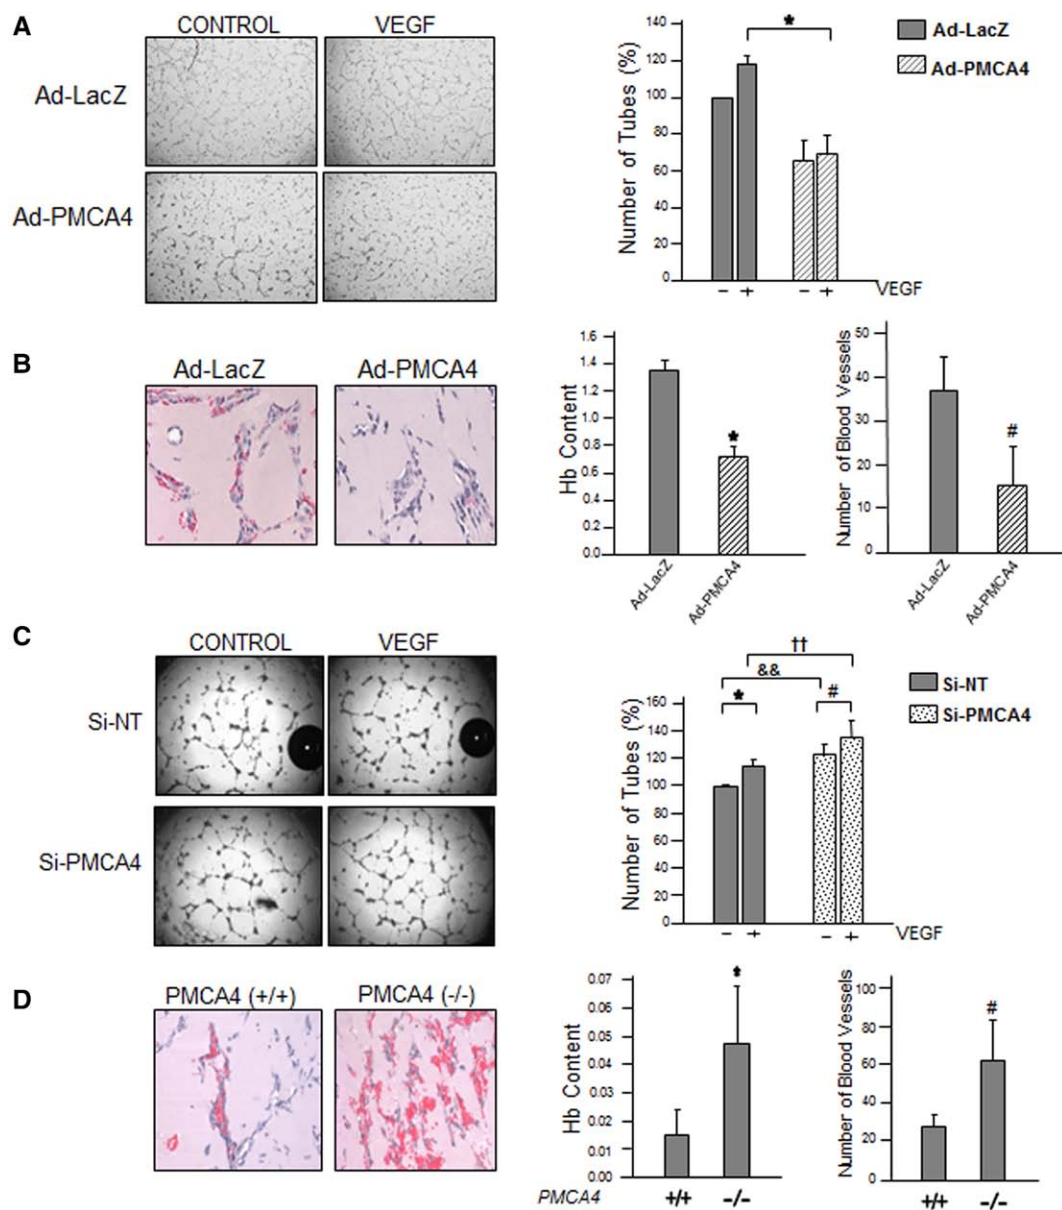 A
CONTROL VEGF
Ad-LacZ
Ad-PMCA4
Number of Tubes (%)
140
120
100
80
60
40
20
0
*
− + − + VEGF
Ad-LacZ
Ad-PMCA4
B
Ad-LacZ Ad-PMCA4
Hb Content
1.6
1.4
1.2
1.0
0.8
0.6
0.4
0.2
0.0
*
Ad-LacZ Ad-PMCA4
Number of Blood Vessels
50
40
30
20
10
0
#
Ad-LacZ Ad-PMCA4
C
CONTROL VEGF
Si-NT
Si-PMCA4
Number of Tubes (%)
160
140
120
100
80
60
40
20
0
††
&&
* #
− + − + VEGF
Si-NT
Si-PMCA4
D
PMCA4 (+/+) PMCA4 (-/-)
Hb Content
0.07
0.06
0.05
0.04
0.03
0.02
0.01
0.00
PMCA4 +/+ -/-
Number of Blood Vessels
100
80
60
40
20
0
#
+/+ -/-